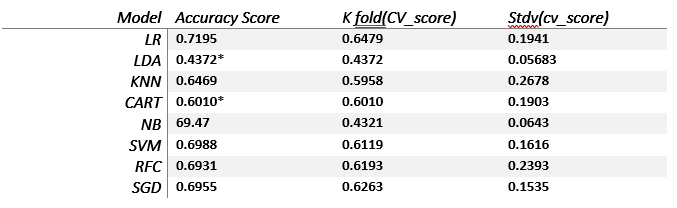 Model Accuracy Score K fold(CV_score) Stdv(cv_score)
LR 0.7195 0.6479 0.1941
LDA 0.4372* 0.4372 0.05683
KNN 0.6469 0.5958 0.2678
CART 0.6010* 0.6010 0.1903
NB 69.47 0.4321 0.0643
SVM 0.6988 0.6119 0.1616
RFC 0.6931 0.6193 0.2393
SGD 0.6955 0.6263 0.1535